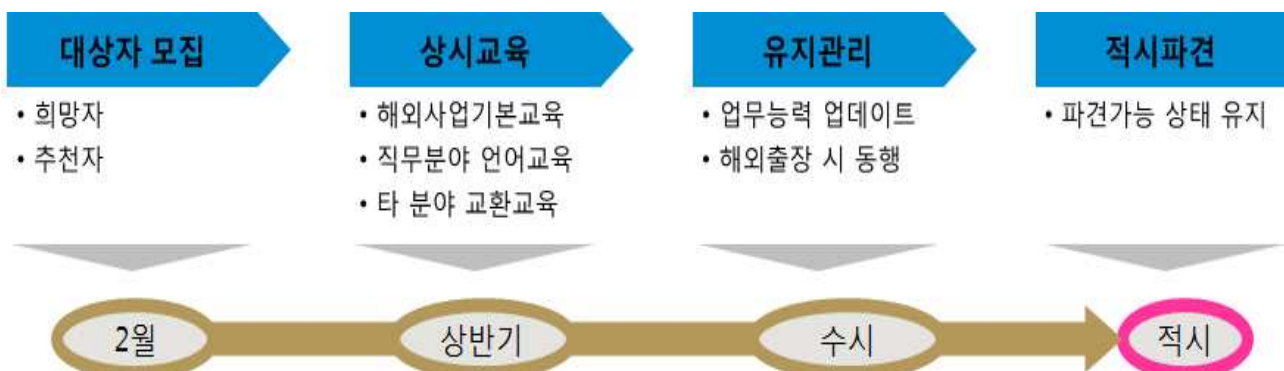 대상자 모집
• 희망자
• 추천자
상시교육
• 해외사업기본교육
• 직무분야 언어교육
• 타 분야 교환교육
유지관리
• 업무능력 업데이트
• 해외출장 시 동행
적시파견
• 파견가능 상태 유지
2월
상반기
수시
적시